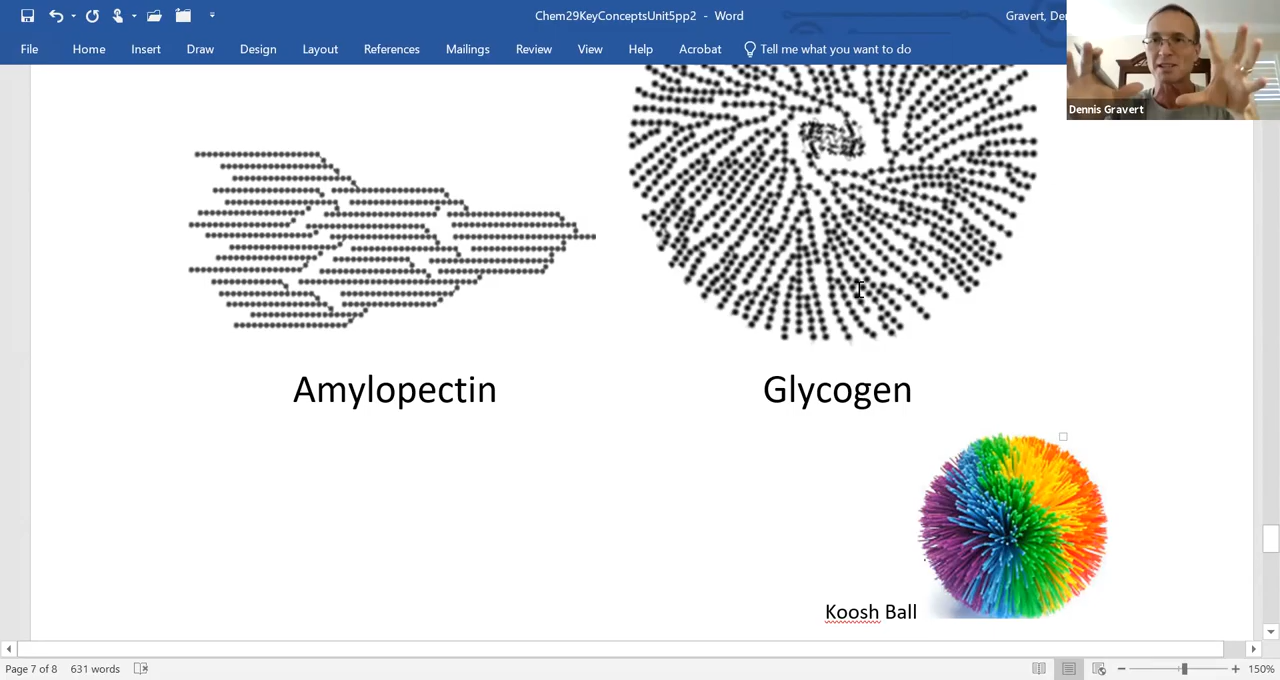 Chem29KeyConceptsUnit5pp2 - Word
Gravert, De
File Home Insert Draw Design Layout References Mailings Review View Help Acrobat Tell me what you want to do
Dennis Gravert
Amylopectin
Glycogen
Koosh Ball
Page 7 of 8 631 words
150%